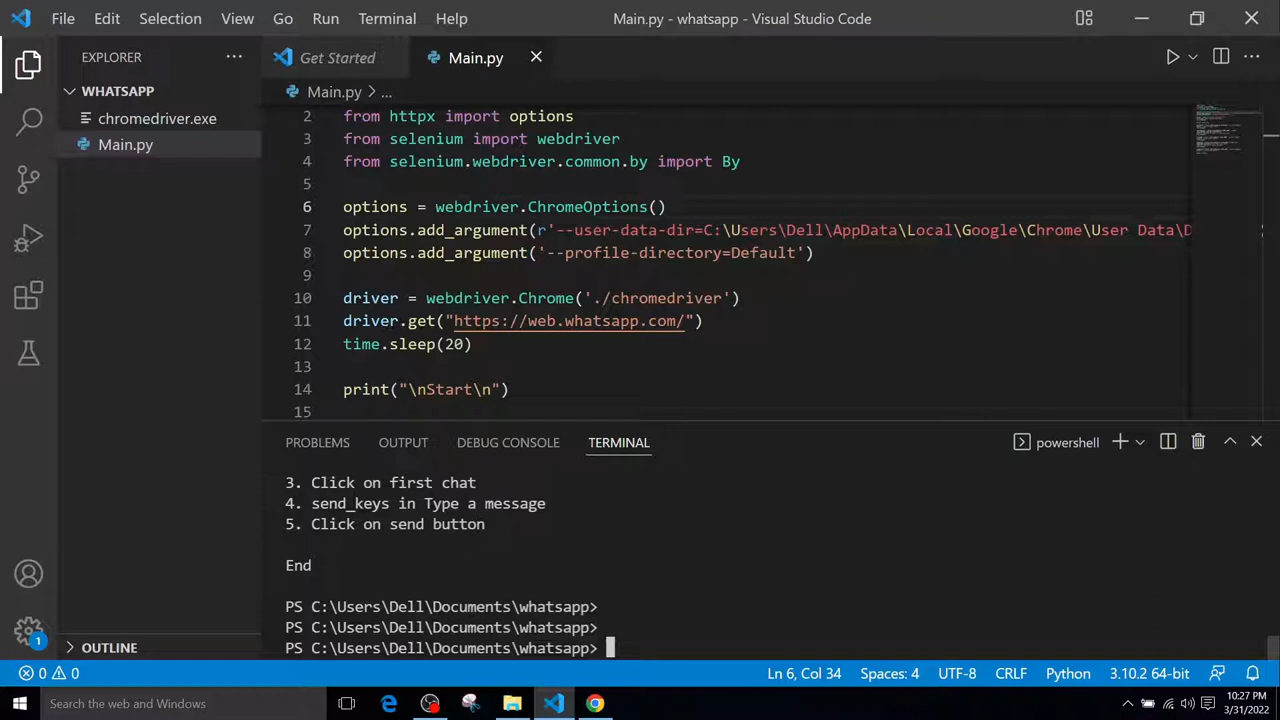 File Edit Selection View Go Run Terminal Help Main.py - whatsapp - Visual Studio Code
EXPLORER
Get Started Main.py
WHATSAPP
chromedriver.exe
Main.py
Main.py > ...
2 from httpx import options
3 from selenium import webdriver
4 from selenium.webdriver.common.by import By
5
6 options = webdriver.ChromeOptions()
7 options.add_argument(r'--user-data-dir=C:\Users\Dell\AppData\Local\Google\Chrome\User Data\D
8 options.add_argument('--profile-directory=Default')
9
10 driver = webdriver.Chrome('./chromedriver')
11 driver.get("https://web.whatsapp.com/")
12 time.sleep(20)
13
14 print("\nStart\n")
15
PROBLEMS OUTPUT DEBUG CONSOLE TERMINAL powershell
3. Click on first chat
4. send_keys in Type a message
5. Click on send button
End
PS C:\Users\Dell\Documents\whatsapp>
PS C:\Users\Dell\Documents\whatsapp>
PS C:\Users\Dell\Documents\whatsapp>
OUTLINE
1
0 0 Ln 6, Col 34 Spaces: 4 UTF-8 CRLF Python 3.10.2 64-bit
Search the web and Windows
10:27 PM
3/31/2022